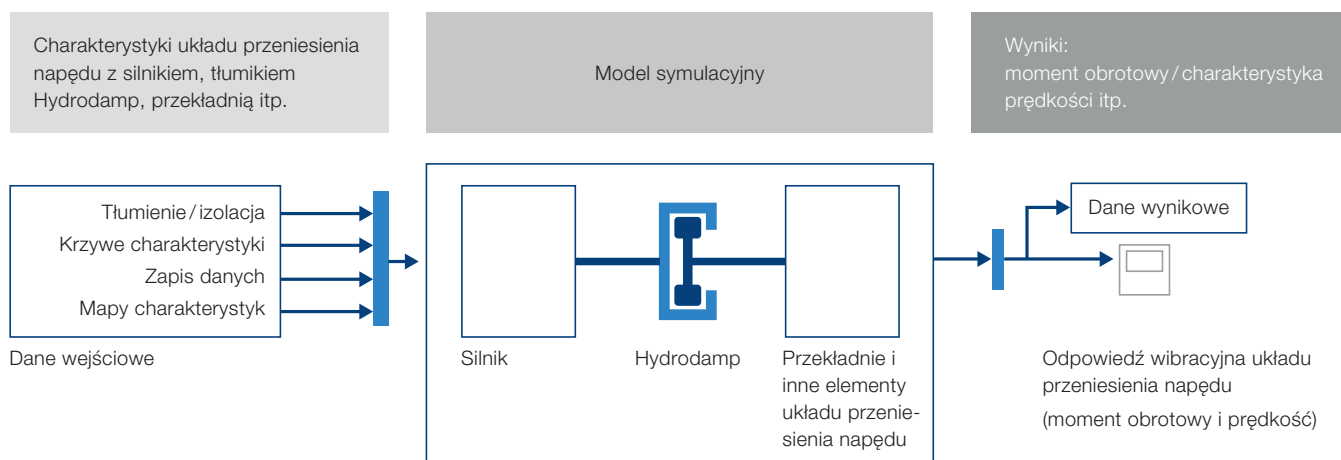 Charakterystyki układu przeniesienia
napędu z silnikiem, tłumikiem
Hydrodamp, przekładnią itp.
Model symulacyjny
Wyniki:
moment obrotowy / charakterystyka
prędkości itp.
Tłumienie / izolacja
Krzywe charakterystyki
Zapis danych
Mapy charakterystyk
Dane wejściowe
Silnik
Hydrodamp
Przekładnie i
inne elementy
układu przenie-
sienia napędu
Dane wynikowe
Odpowiedź wibracyjna układu
przeniesienia napędu
(moment obrotowy i prędkość)